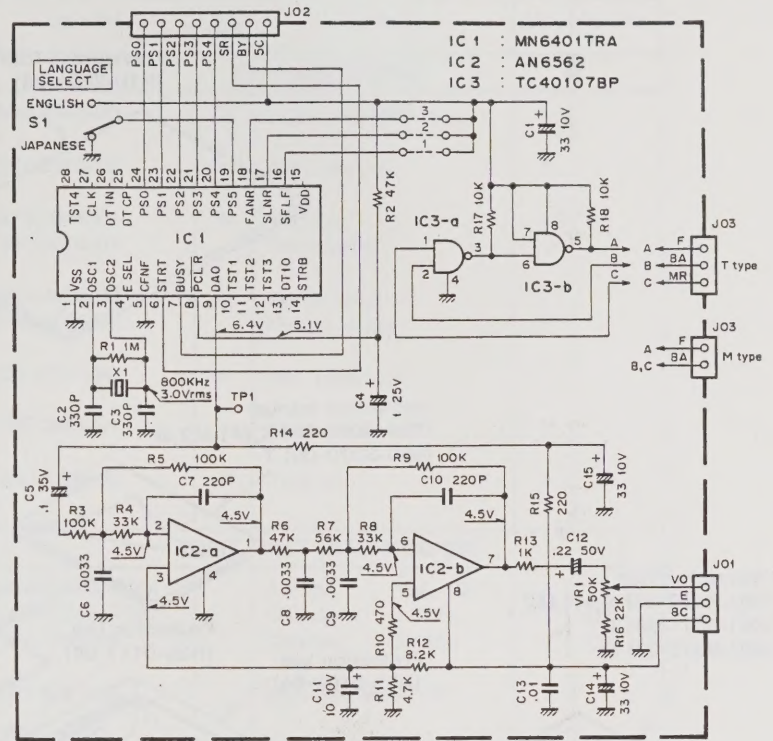 J02
PS0
PS1
PS2
PS3
PS4
SR
BY
5C
IC1 : MN6401TRA
IC2 : AN6562
IC3 : TC40107BP
LANGUAGE
SELECT
ENGLISH
S1
JAPANESE
3
2
1
C1
33 10V
28 TST4
27 CLK
26 DTIN
25 DTCP
24 PS0
23 PS1
22 PS2
21 PS3
20 PS4
19 PS5
18 FANR
17 SLNR
16 SFLF
15 VDD
IC1
1 VSS
2 OSC1
3 OSC2
4 ESEL
5 CFNF
6 STRT
7 BUSY
8 PCLR
9 DAO
10 TST1
11 TST2
12 TST3
13 DTIO
14 STRB
R2 47K
R17 10K
R18 10K
IC3-a
1
2
3
4
IC3-b
8
7
6
5
A
B
C
J03
A F
B BA
C MR
T type
J03
A F
B,C BA
M type
6.4V
5.1V
R1 1M
X1
800KHz
3.0Vrms
C2
330P
C3
330P
TP1
C4
1 25V
R14 220
C5
.1 35V
R5
100K
R9
100K
C7 220P
C10 220P
R15
220
C15
33 10V
R3
100K
R4
33K
4.5V
4.5V
2
1
3
4
IC2-a
4.5V
R6
47K
R7
56K
R8
33K
4.5V
4.5V
6
7
5
8
IC2-b
4.5V
R13
1K
C12
.22 50V
VR1
50K
R16 22K
J01
VO
E
8C
C6
.0033
C8
.0033
C9
.0033
R10 470
R12
8.2K
C11
10 10V
R11
4.7K
C13
.01
C14
33 10V